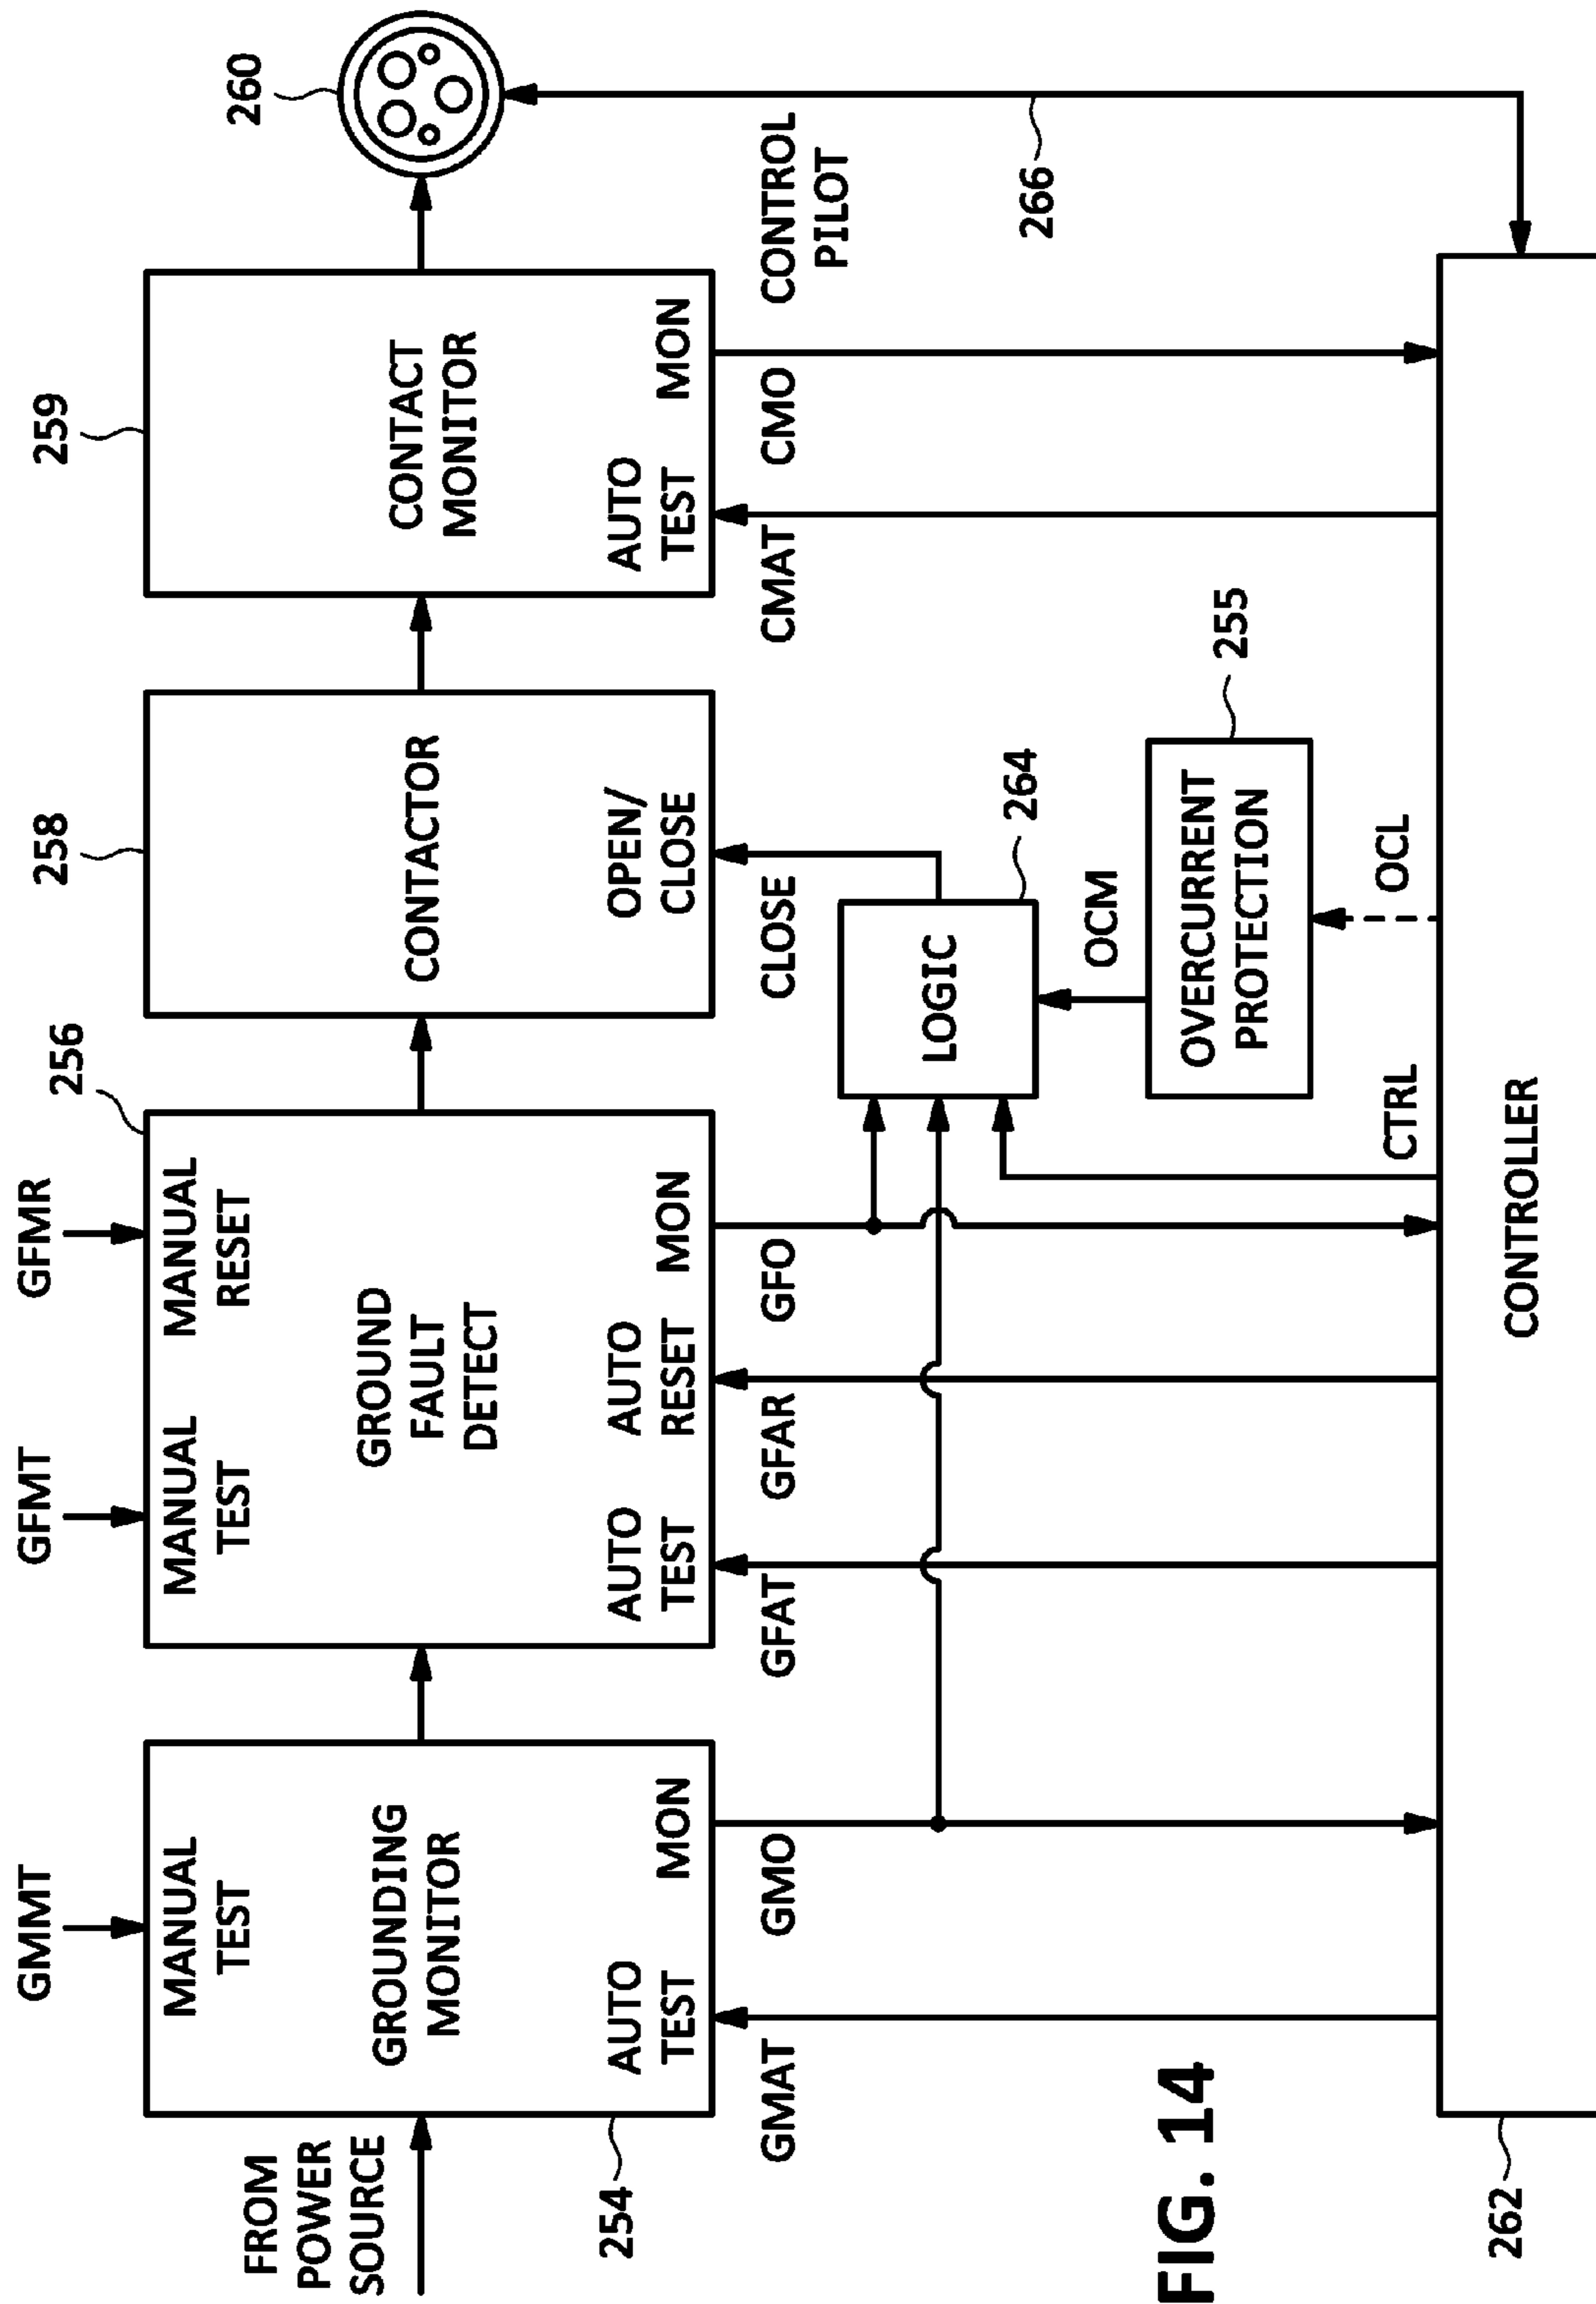 GMMT
GFMT
GFMR
256
258
259
260
FROM
POWER
SOURCE
MANUAL
TEST
GROUNDING
MONITOR
AUTO
TEST
MON
254
MANUAL
TEST
MANUAL
RESET
GROUND
FAULT
DETECT
AUTO
TEST
AUTO
RESET
MON
CONTACTOR
OPEN/
CLOSE
CONTACT
MONITOR
AUTO
TEST
MON
GMAT
GMO
GFAT
GFAR
GFO
CLOSE
CMAT
CMO
CONTROL
PILOT
LOGIC
264
266
OCM
OVERCURRENT
PROTECTION
255
CTRL
OCL
CONTROLLER
262
FIG. 14